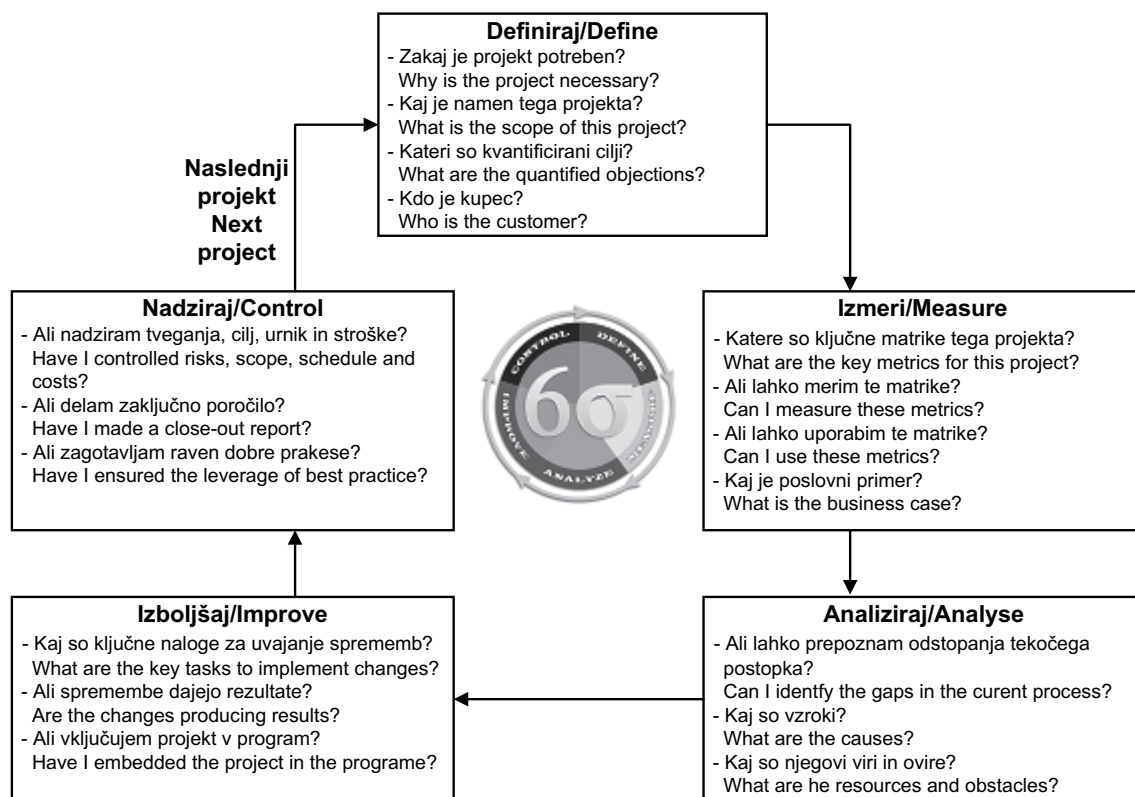 Definiraj/Define
- Zakaj je projekt potreben?
Why is the project necessary?
- Kaj je namen tega projekta?
What is the scope of this project?
- Kateri so kvantificirani cilji?
What are the quantified objections?
- Kdo je kupec?
Who is the customer?
Naslednji
projekt
Next
project
Nadziraj/Control
- Ali nadziram tveganja, cilj, urnik in stroške?
Have I controlled risks, scope, schedule and
costs?
- Ali delam zaključno poročilo?
Have I made a close-out report?
- Ali zagotavljam raven dobre prakese?
Have I ensured the leverage of best practice?
CONTROL
DEFINE
MEASURE
ANALYZE
IMPROVE
6σ
Izmeri/Measure
- Katere so ključne matrike tega projekta?
What are the key metrics for this project?
- Ali lahko merim te matrike?
Can I measure these metrics?
- Ali lahko uporabim te matrike?
Can I use these metrics?
- Kaj je poslovni primer?
What is the business case?
Izboljšaj/Improve
- Kaj so ključne naloge za uvajanje sprememb?
What are the key tasks to implement changes?
- Ali spremembe dajejo rezultate?
Are the changes producing results?
- Ali vključujem projekt v program?
Have I embedded the project in the programe?
Analiziraj/Analyse
- Ali lahko prepoznam odstopanja tekočega
postopka?
Can I identfy the gaps in the curent process?
- Kaj so vzroki?
What are the causes?
- Kaj so njegovi viri in ovire?
What are he resources and obstacles?